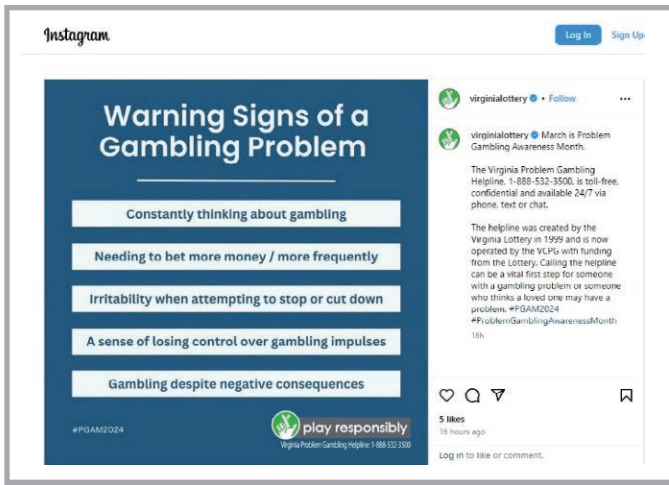 Instagram
Log In
Sign Up
Warning Signs of a
Gambling Problem
Constantly thinking about gambling
Needing to bet more money / more frequently
Irritability when attempting to stop or cut down
A sense of losing control over gambling impulses
Gambling despite negative consequences
#PGAM2024
play responsibly
Virginia Problem Gambling Helpline 1-888-532-3500
virginialottery • Follow
virginialottery March is Problem
Gambling Awareness Month.
The Virginia Problem Gambling
Helpline, 1-888-532-3500, is toll-free,
confidential and available 24/7 via
phone, text or chat.
The helpline was created by the
Virginia Lottery in 1999 and is now
operated by the VCPG with funding
from the Lottery. Calling the helpline
can be a vital first step for someone
with a gambling problem or someone
who thinks a loved one may have a
problem. #PGAM2024
#ProblemGamblingAwarenessMonth
16h
5 likes
16 hours ago
Log in to like or comment.